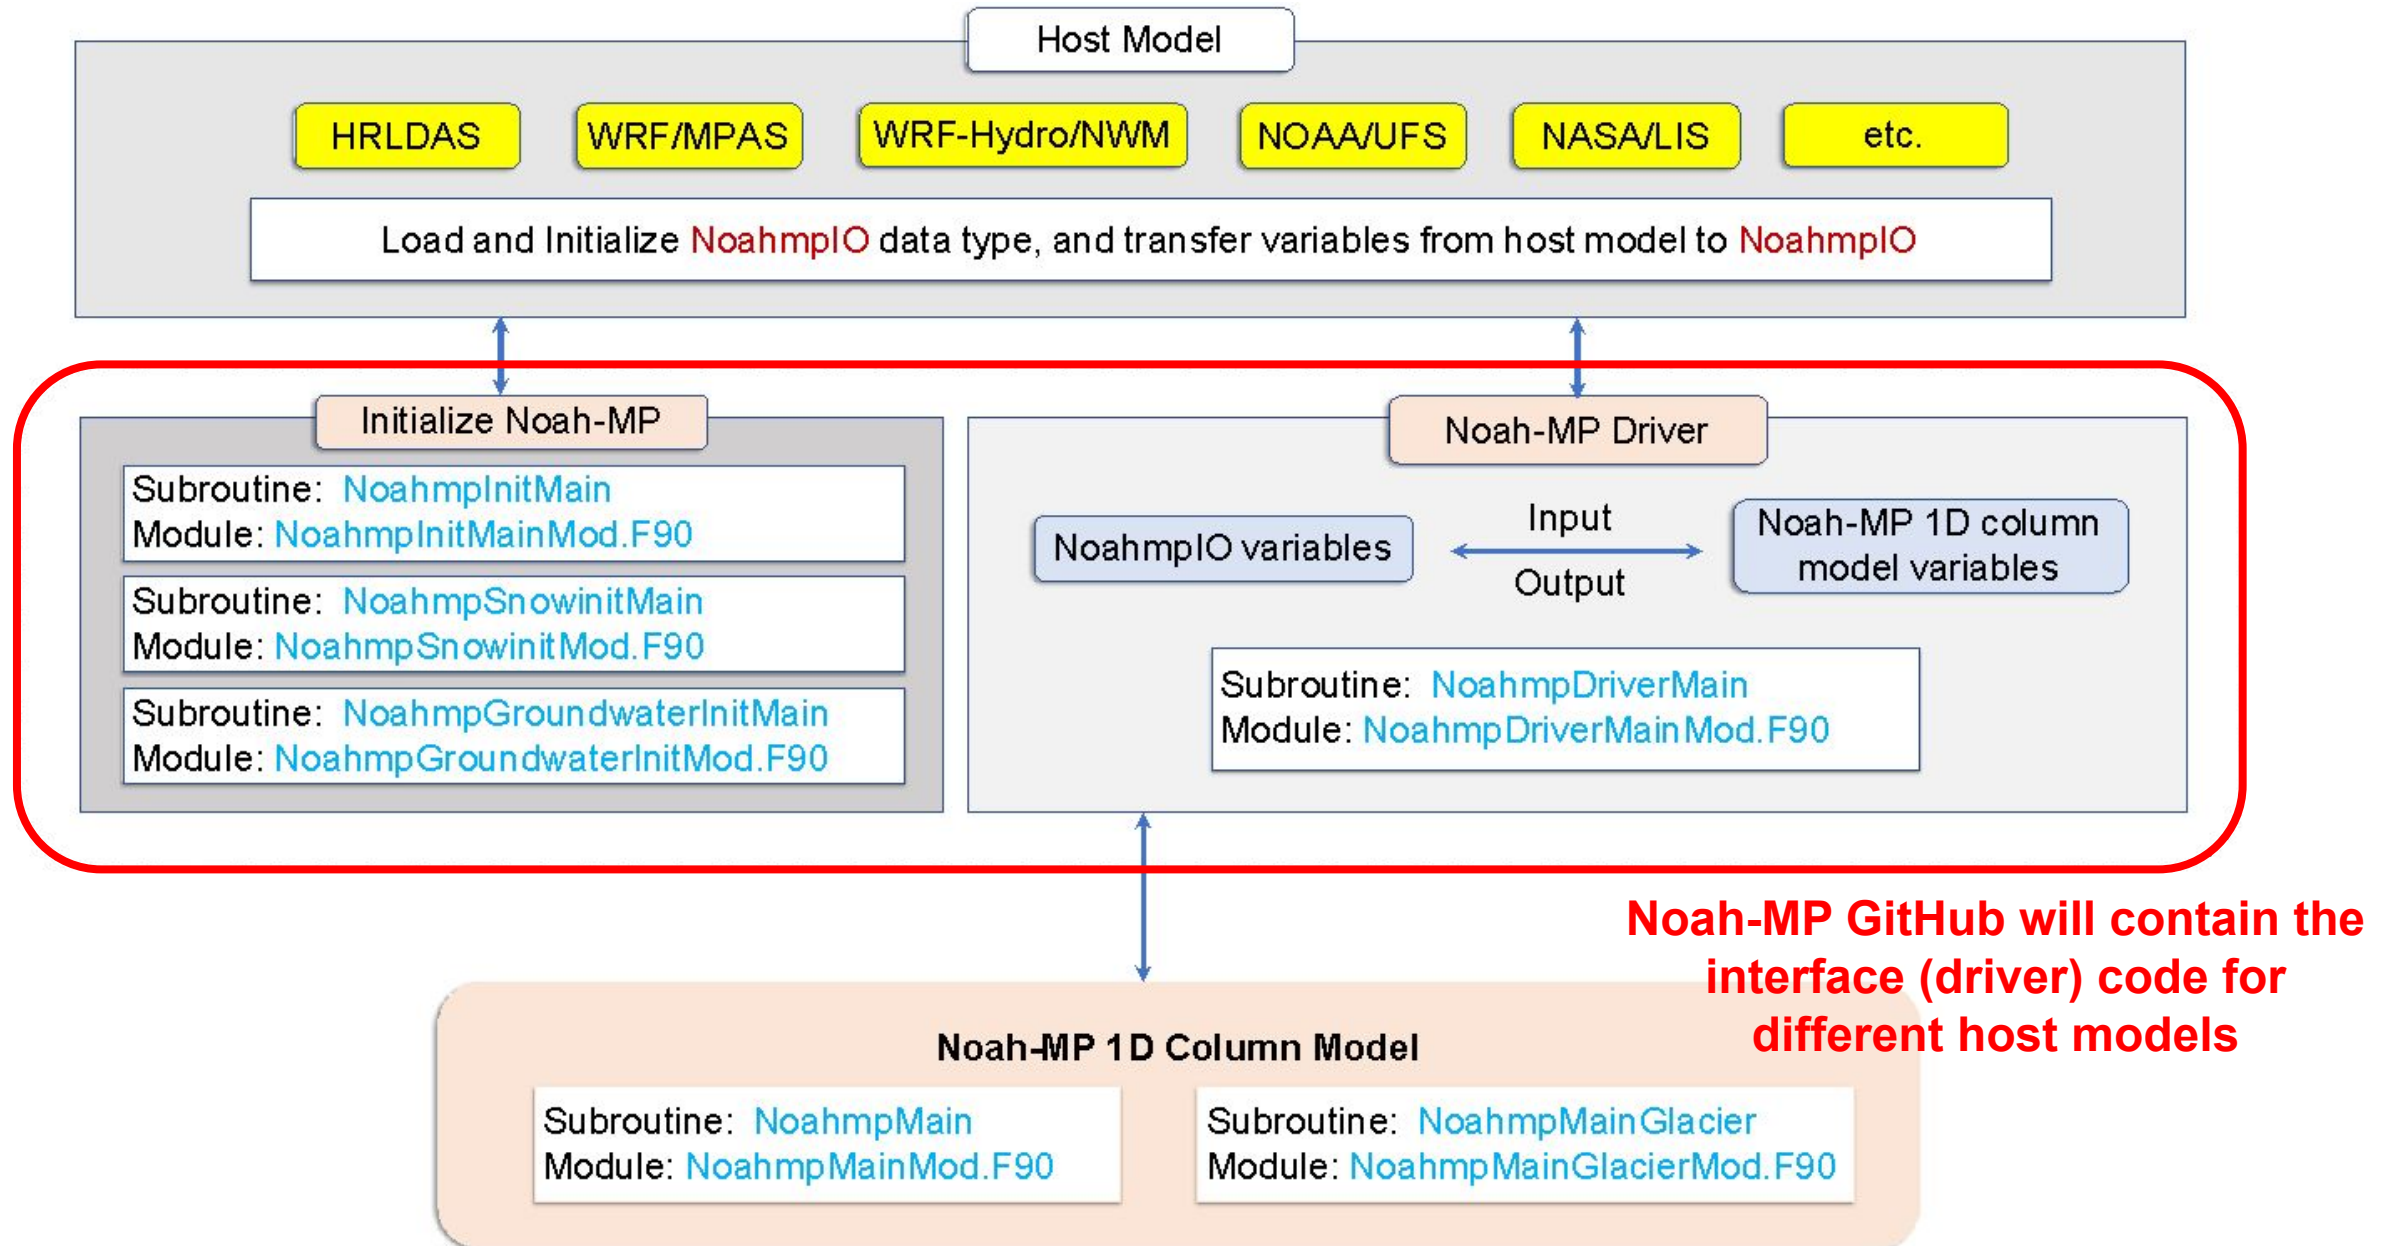 Host Model
HRLDAS
WRF/MPAS
WRF-Hydro/NWM
NOAA/UFS
NASA/LIS
etc.
Load and Initialize NoahmpIO data type, and transfer variables from host model to NoahmpIO
Initialize Noah-MP
Subroutine: NoahmpInitMain
Module: NoahmpInitMainMod.F90
Subroutine: NoahmpSnowinitMain
Module: NoahmpSnowinitMod.F90
Subroutine: NoahmpGroundwaterInitMain
Module: NoahmpGroundwaterInitMod.F90
Noah-MP Driver
NoahmpIO variables
Input
Output
Noah-MP 1D column
model variables
Subroutine: NoahmpDriverMain
Module: NoahmpDriverMainMod.F90
Noah-MP GitHub will contain the
interface (driver) code for
different host models
Noah-MP 1D Column Model
Subroutine: NoahmpMain
Module: NoahmpMainMod.F90
Subroutine: NoahmpMainGlacier
Module: NoahmpMainGlacierMod.F90